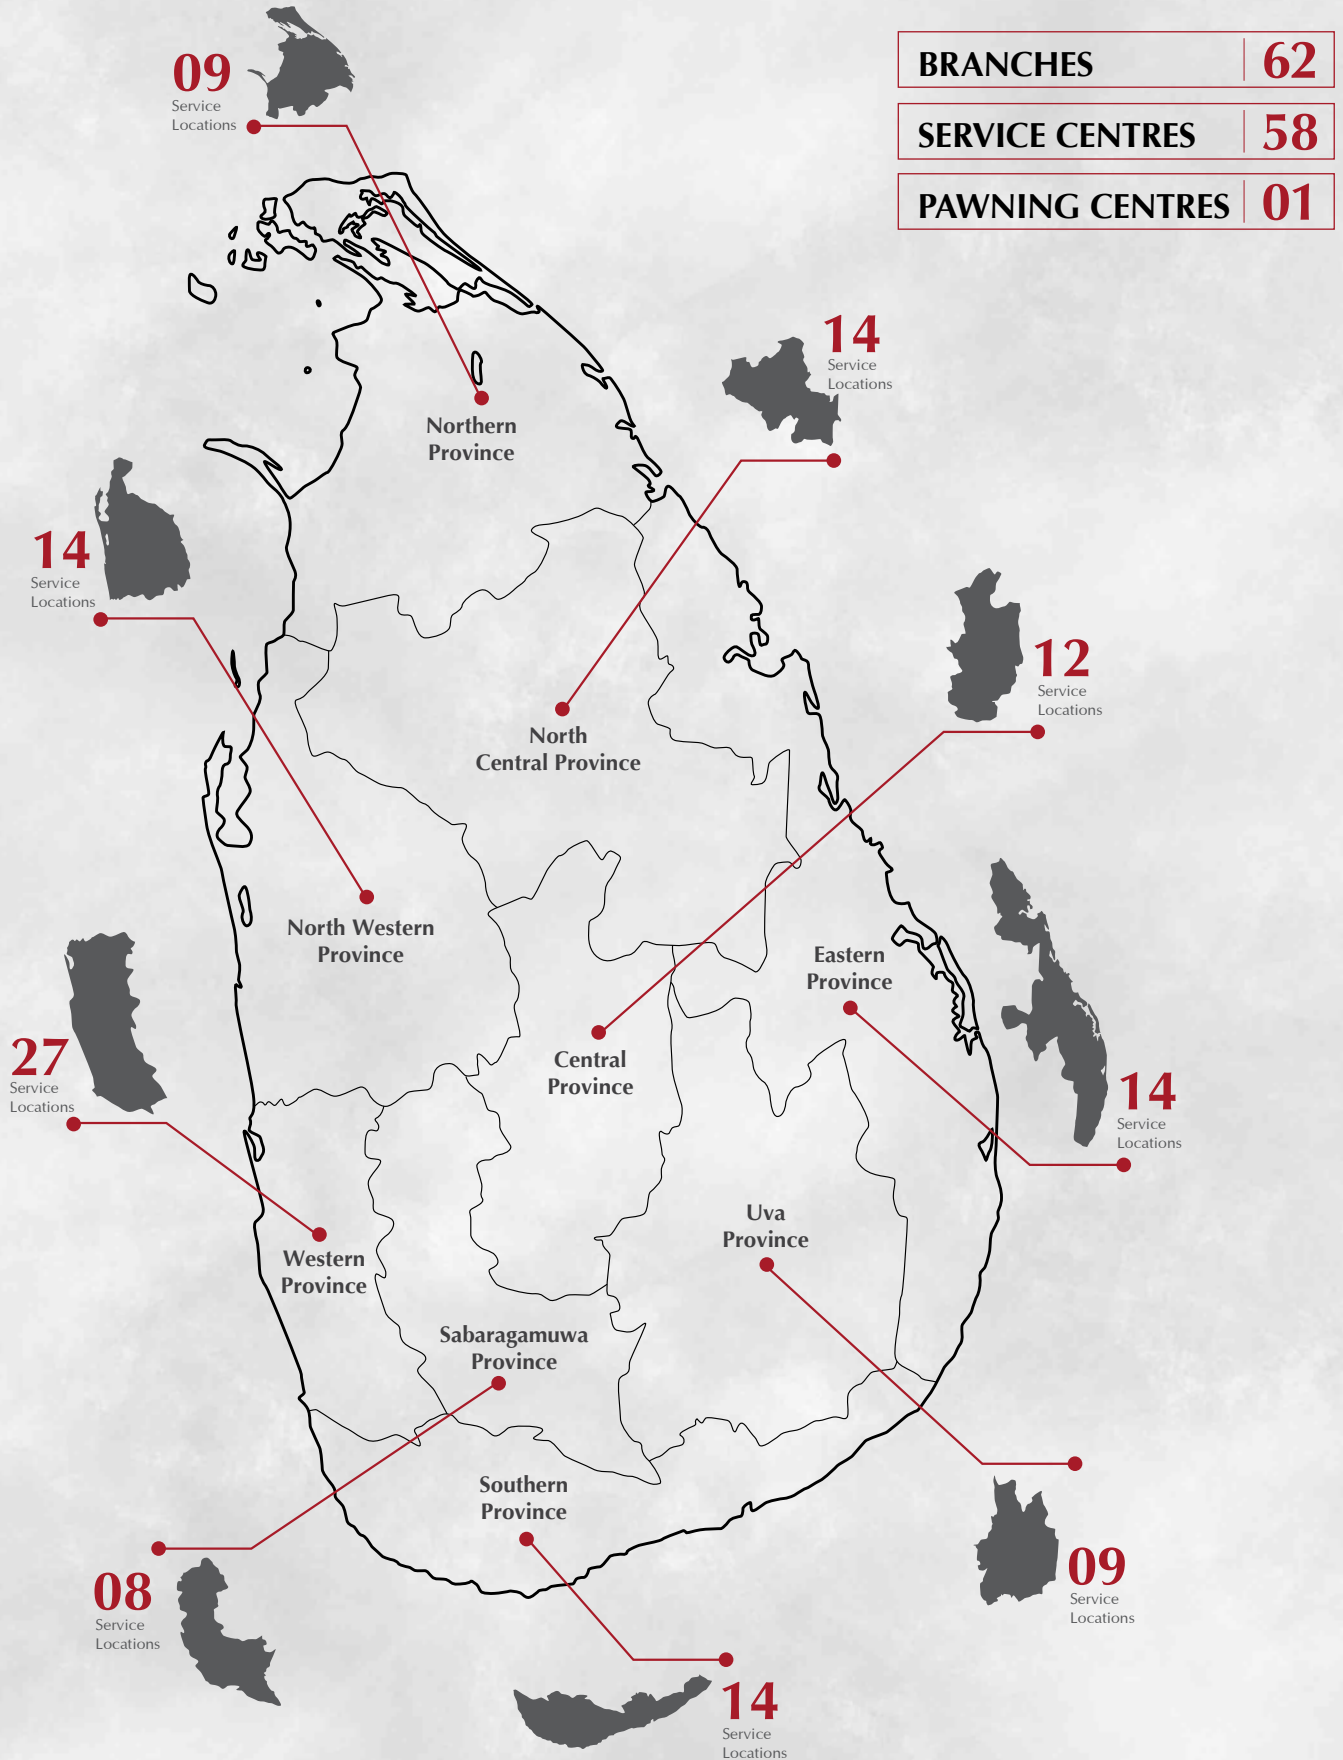 BRANCHES 62
SERVICE CENTRES 58
PAWNING CENTRES 01
09
Service
Locations
Northern
Province
14
Service
Locations
North
Central Province
14
Service
Locations
North Western
Province
12
Service
Locations
Central
Province
Eastern
Province
14
Service
Locations
27
Service
Locations
Western
Province
Uva
Province
09
Service
Locations
Sabaragamuwa
Province
08
Service
Locations
Southern
Province
14
Service
Locations